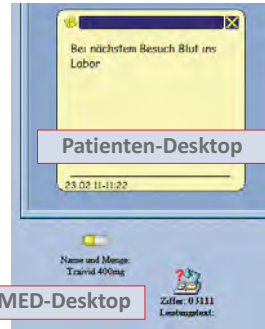 Bei nächstem Besuch Blut ins
Labor
Patienten-Desktop
23.02 11-11:22
Name und Menge:
Traivid 400mg
MED-Desktop
Ziffer: 03111
Leistungstext: